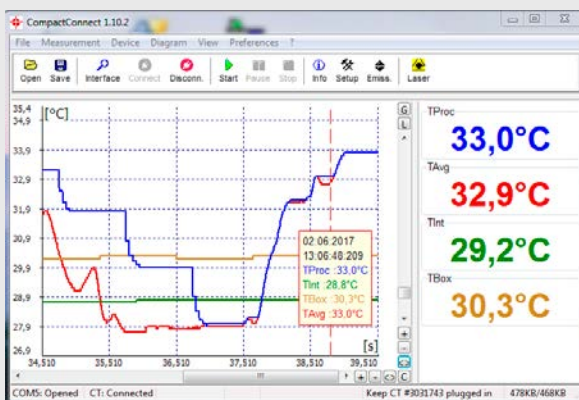 CompactConnect 1.10.2
File Measurement Device Diagram View Preferences ?
Open Save Interface Connect Disconn. Start Pause Stop Info Setup Emiss. Laser
[°C]
35,4
34,9
33,9
32,9
31,9
30,9
29,9
28,9
27,9
26,9
02.06.2017
13:06:48.209
TProc :33,0°C
TInt :28,8°C
TBox :30,3°C
TAvg :33,0°C
[s]
34,510 35,510 36,510 37,510 38,510 39,510
G
L
+
-
+ - <> C
TProc
33,0°C
TAvg
32,9°C
TInt
29,2°C
TBox
30,3°C
COM5: Opened CT: Connected Keep CT #3031743 plugged in 478KB/468KB